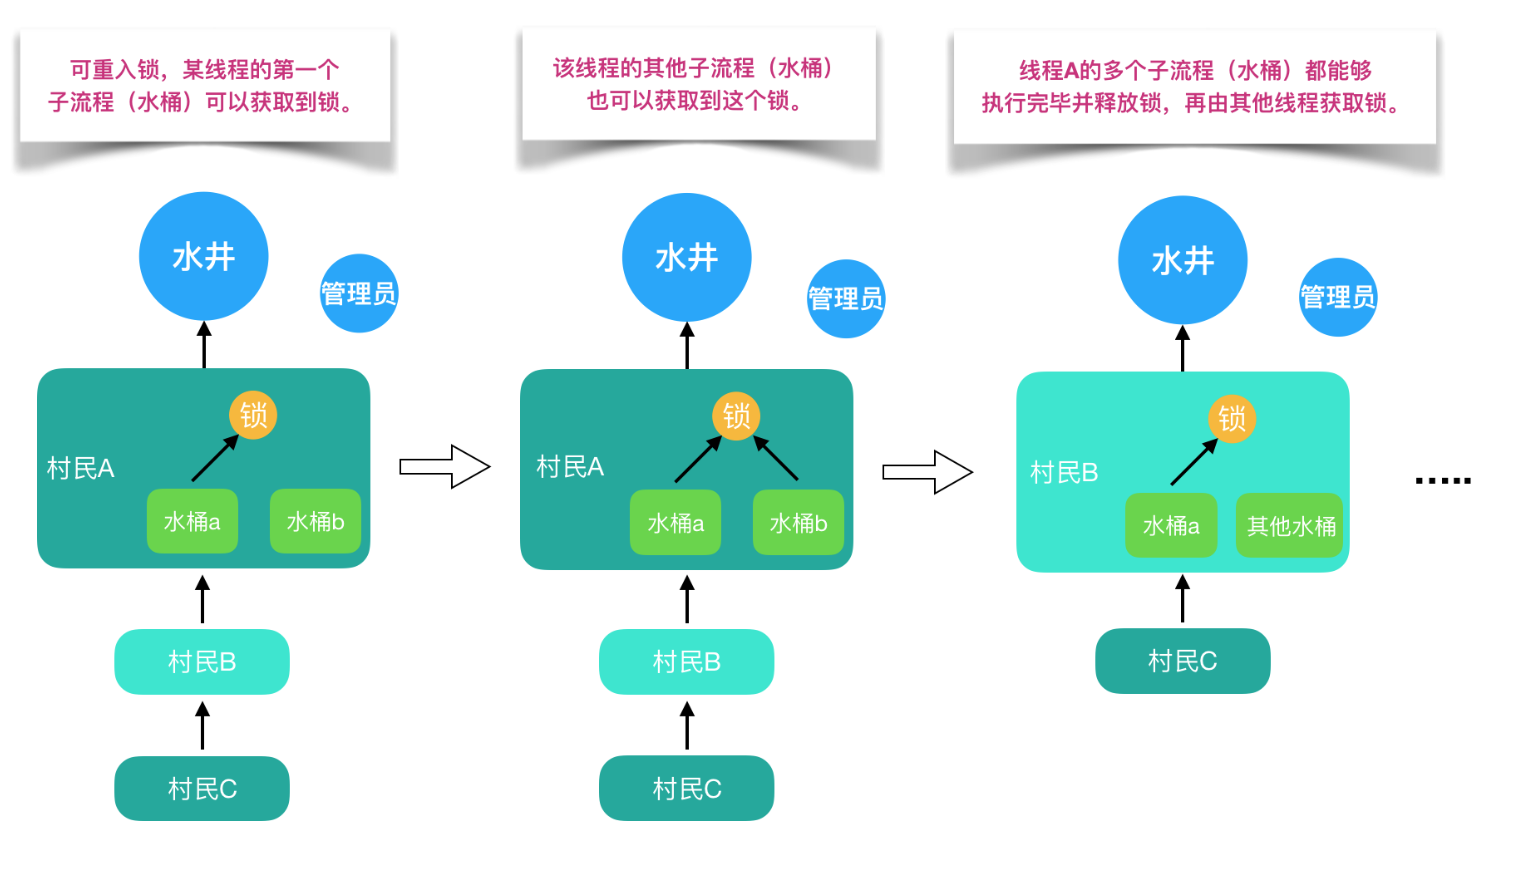 可重入锁，某线程的第一个
子流程（水桶）可以获取到锁。
水井
管理员
锁
村民A
水桶a
水桶b
村民B
村民C
该线程的其他子流程（水桶）
也可以获取到这个锁。
水井
管理员
锁
村民A
水桶a
水桶b
村民B
村民C
线程A的多个子流程（水桶）都能够
执行完毕并释放锁，再由其他线程获取锁。
水井
管理员
锁
村民B
水桶a
其他水桶
村民C
.....